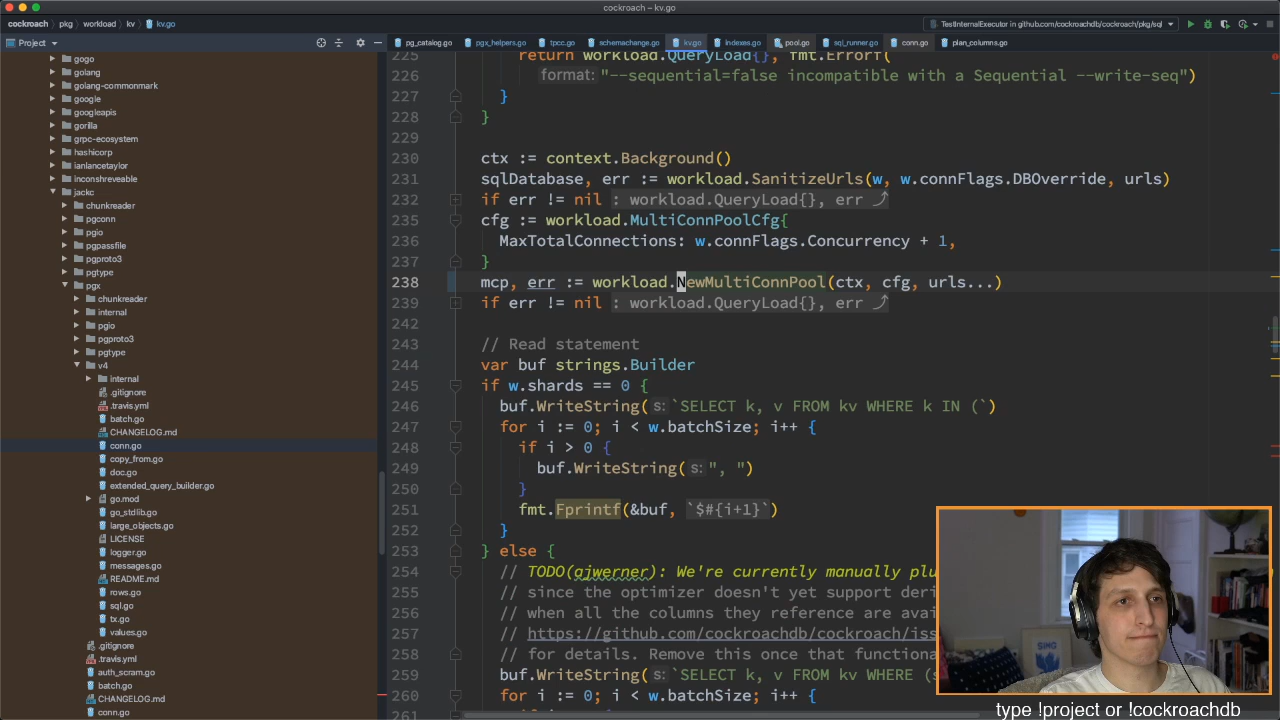 cockroach – kv.go
cockroach
pkg
workload
kv
kv.go
TestInternalExecutor in github.com/cockroachdb/cockroach/pkg/sql
Project
pg_catalog.go
pgx_helpers.go
tpcc.go
schemachange.go
kv.go
indexes.go
pool.go
sql_runner.go
conn.go
plan_columns.go
gogo
golang
golang-commonmark
google
googleapis
gorilla
grpc-ecosystem
hashicorp
ianlancetaylor
inconshreveable
jackc
chunkreader
pgconn
pgio
pgpassfile
pgproto3
pgtype
pgx
chunkreader
internal
pgio
pgproto3
pgtype
v4
internal
.gitignore
.travis.yml
batch.go
CHANGELOG.md
conn.go
copy_from.go
doc.go
extended_query_builder.go
go.mod
go_stdlib.go
large_objects.go
LICENSE
logger.go
messages.go
README.md
rows.go
sql.go
tx.go
values.go
.gitignore
.travis.yml
auth_scram.go
batch.go
CHANGELOG.md
conn.go
225 return workload.QueryLoad{}, fmt.Errorf(
226 format: "--sequential=false incompatible with a Sequential --write-seq")
227 }
228 }
229
230 ctx := context.Background()
231 sqlDatabase, err := workload.SanitizeUrls(w, w.connFlags.DBOverride, urls)
232 if err != nil : workload.QueryLoad{}, err
235 cfg := workload.MultiConnPoolCfg{
236 MaxTotalConnections: w.connFlags.Concurrency + 1,
237 }
238 mcp, err := workload.NewMultiConnPool(ctx, cfg, urls...)
239 if err != nil : workload.QueryLoad{}, err
242
243 // Read statement
244 var buf strings.Builder
245 if w.shards == 0 {
246 buf.WriteString(s: `SELECT k, v FROM kv WHERE k IN (`)
247 for i := 0; i < w.batchSize; i++ {
248 if i > 0 {
249 buf.WriteString(s: ", ")
250 }
251 fmt.Fprintf(&buf, `$#{i+1}`)
252 }
253 } else {
254 // TODO(ajwerner): We're currently manually plu
255 // since the optimizer doesn't yet support deri
256 // when all the columns they reference are avai
257 // https://github.com/cockroachdb/cockroach/iss
258 // for details. Remove this once that functiona
259 buf.WriteString(s: `SELECT k, v FROM kv WHERE (s
260 for i := 0; i < w.batchSize; i++ {
261
SING
type !project or !cockroachdb